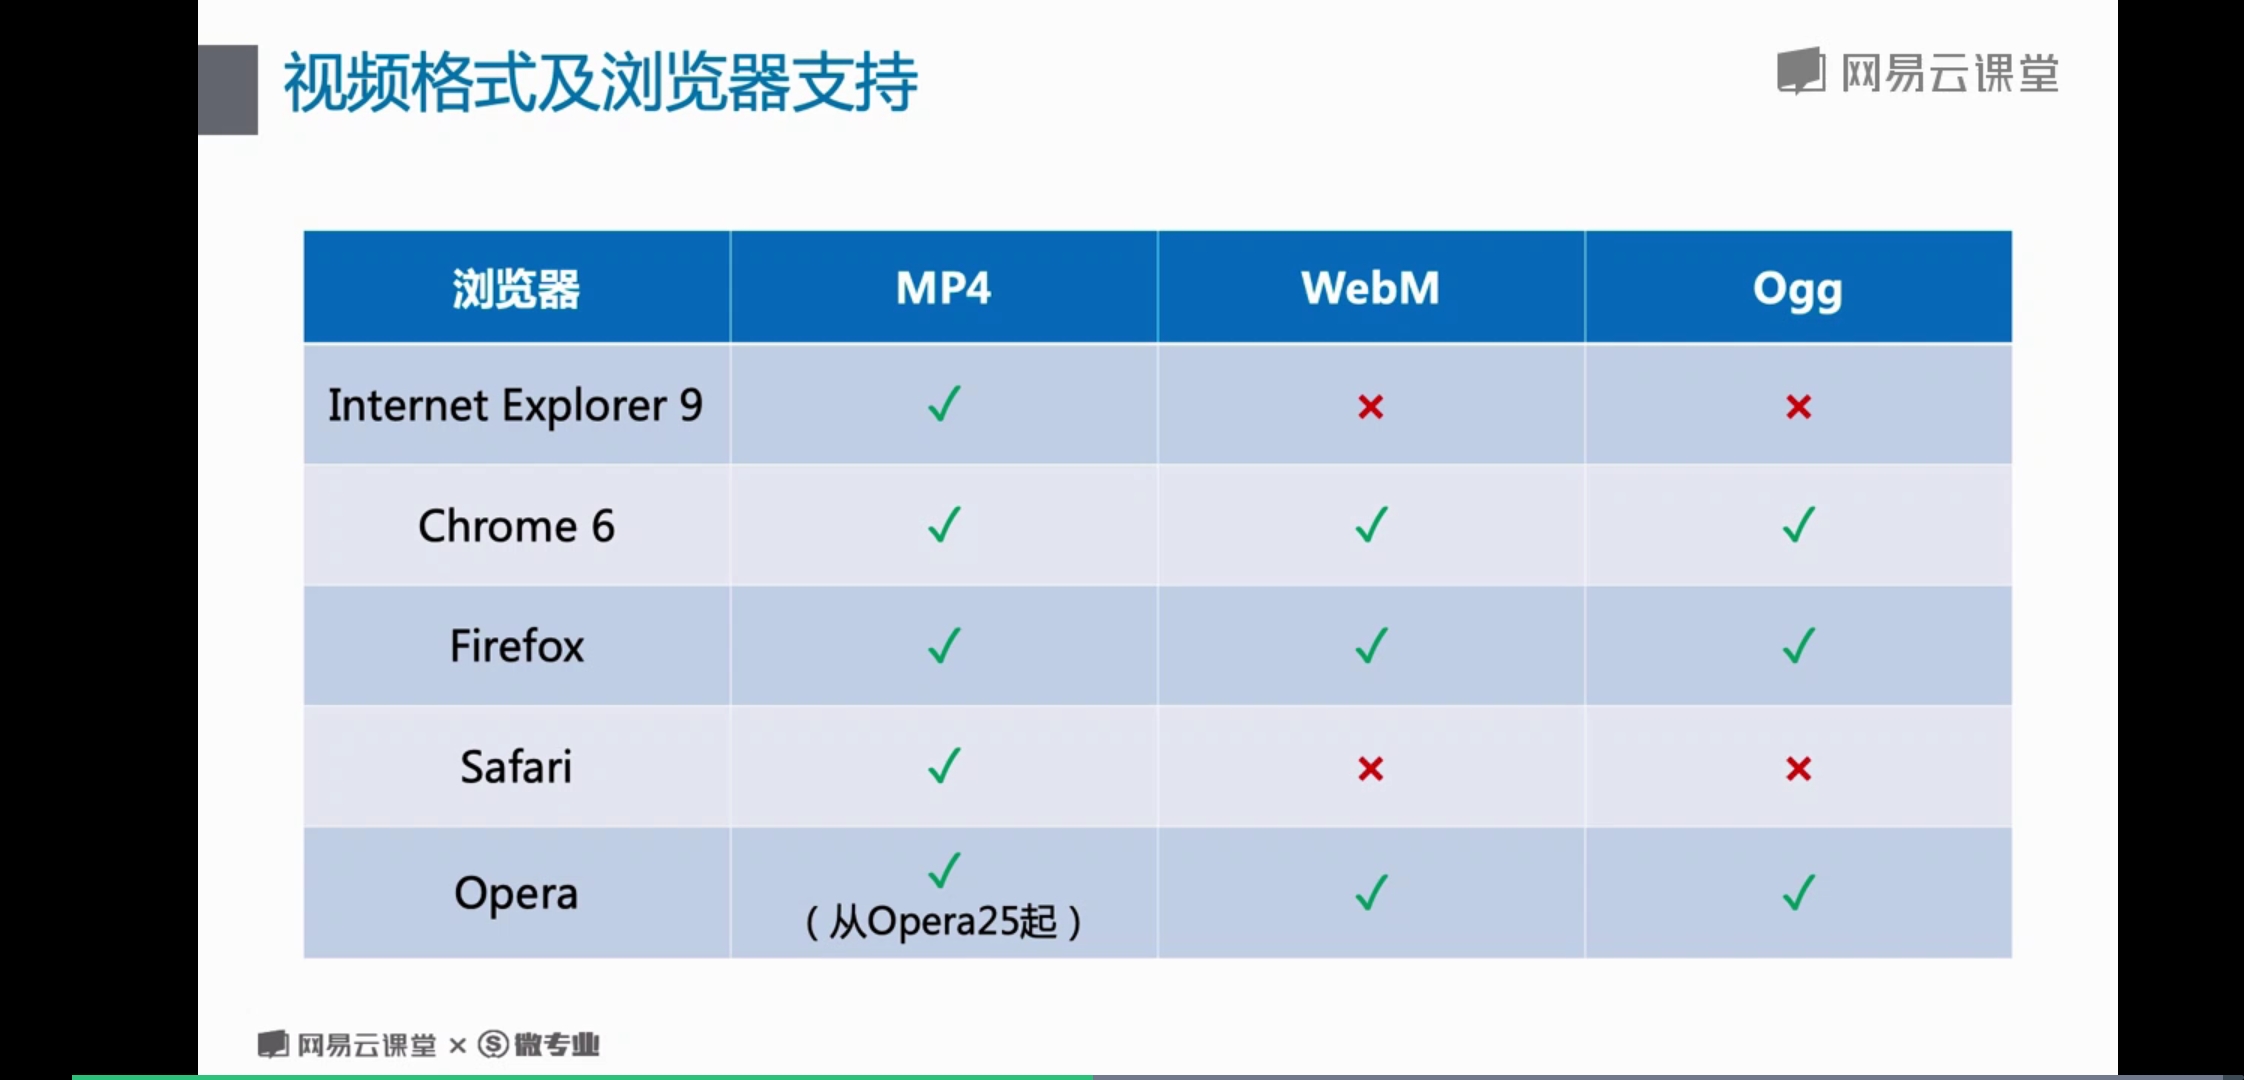 视频格式及浏览器支持
网易云课堂
浏览器 MP4 WebM Ogg
Internet Explorer 9 ✓ × ×
Chrome 6 ✓ ✓ ✓
Firefox ✓ ✓ ✓
Safari ✓ × ×
Opera ✓ ✓ ✓
（从Opera25起）
网易云课堂 × Ⓢ微专业